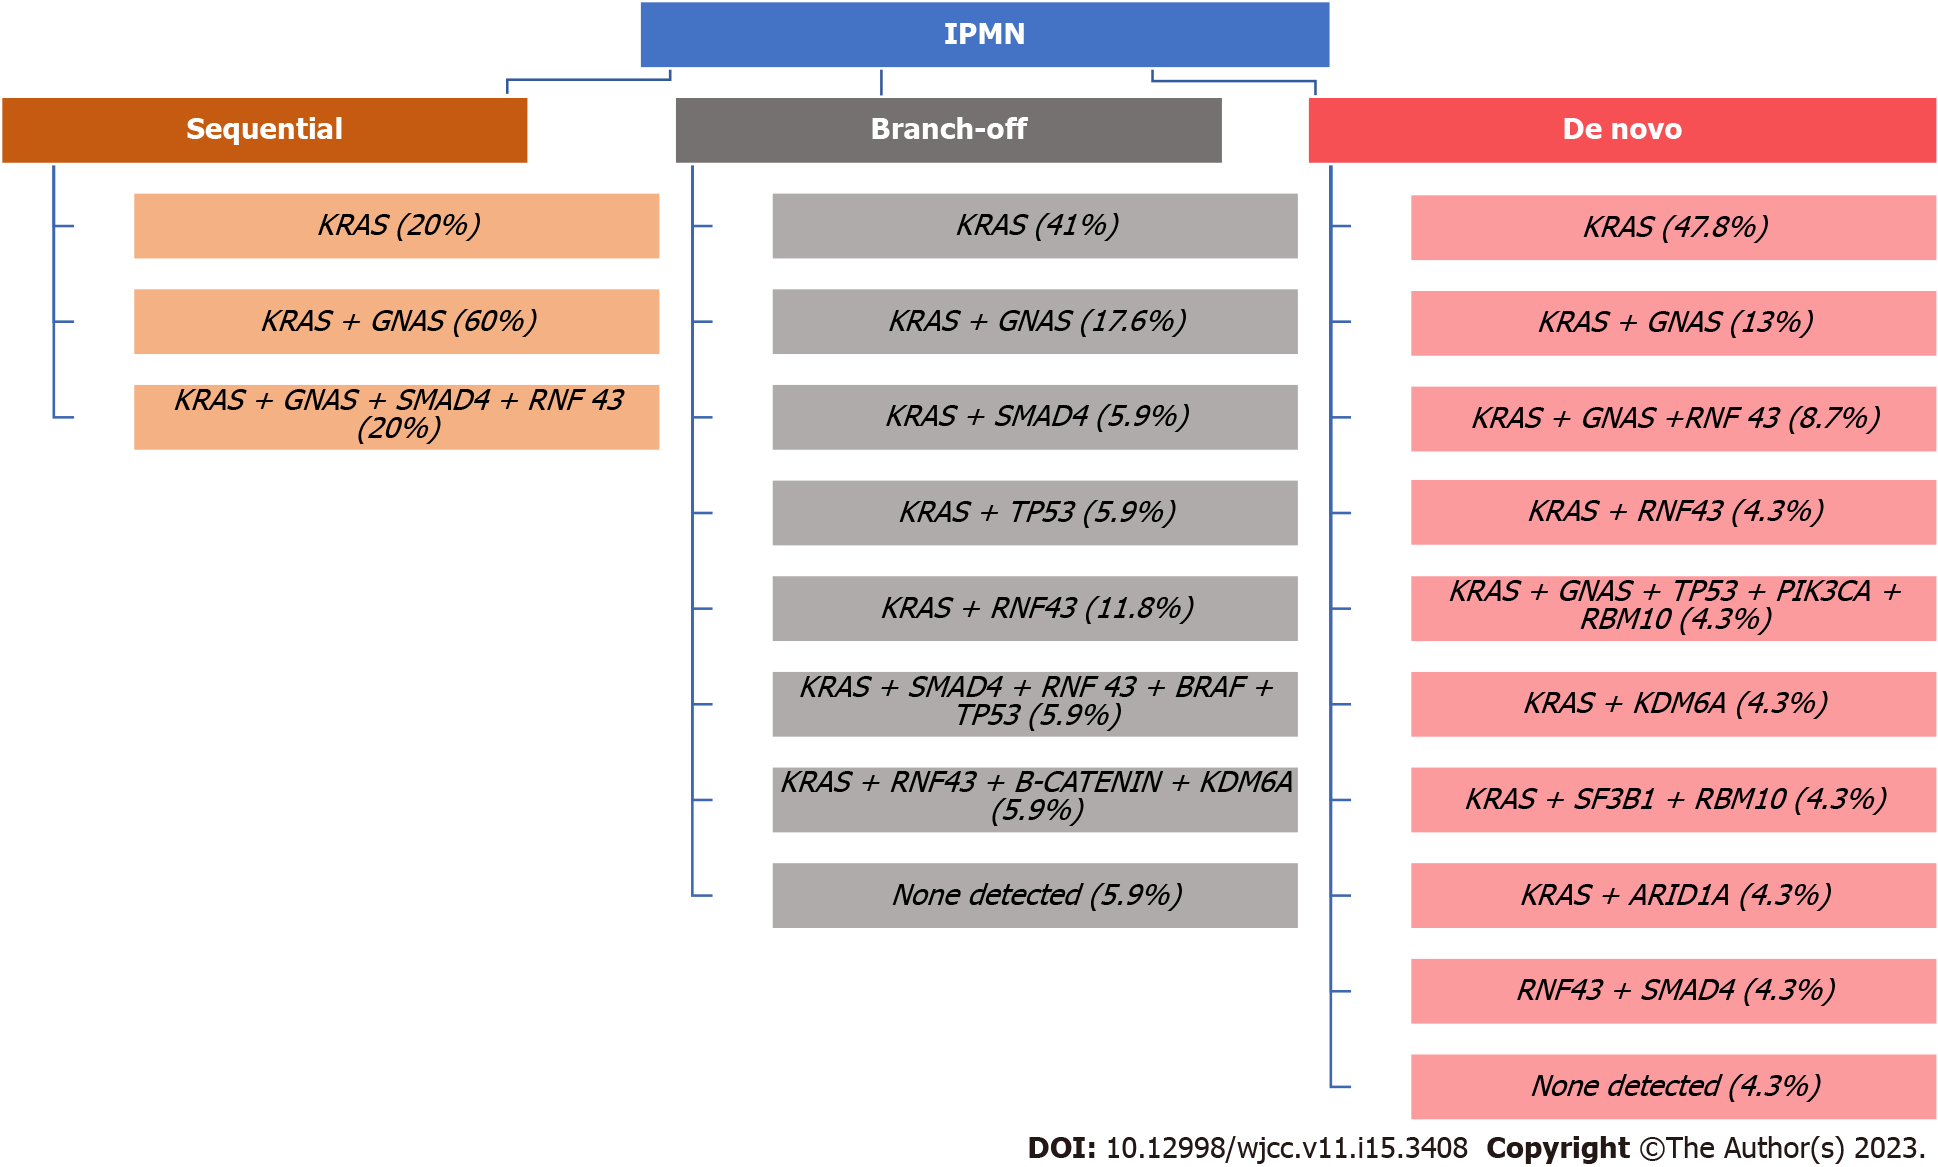 IPMN
Sequential
KRAS (20%)
KRAS + GNAS (60%)
KRAS + GNAS + SMAD4 + RNF 43
(20%)
Branch-off
KRAS (41%)
KRAS + GNAS (17.6%)
KRAS + SMAD4 (5.9%)
KRAS + TP53 (5.9%)
KRAS + RNF43 (11.8%)
KRAS + SMAD4 + RNF 43 + BRAF +
TP53 (5.9%)
KRAS + RNF43 + B-CATENIN + KDM6A
(5.9%)
None detected (5.9%)
De novo
KRAS (47.8%)
KRAS + GNAS (13%)
KRAS + GNAS +RNF 43 (8.7%)
KRAS + RNF43 (4.3%)
KRAS + GNAS + TP53 + PIK3CA +
RBM10 (4.3%)
KRAS + KDM6A (4.3%)
KRAS + SF3B1 + RBM10 (4.3%)
KRAS + ARID1A (4.3%)
RNF43 + SMAD4 (4.3%)
None detected (4.3%)
DOI: 10.12998/wjcc.v11.i15.3408 Copyright ©The Author(s) 2023.